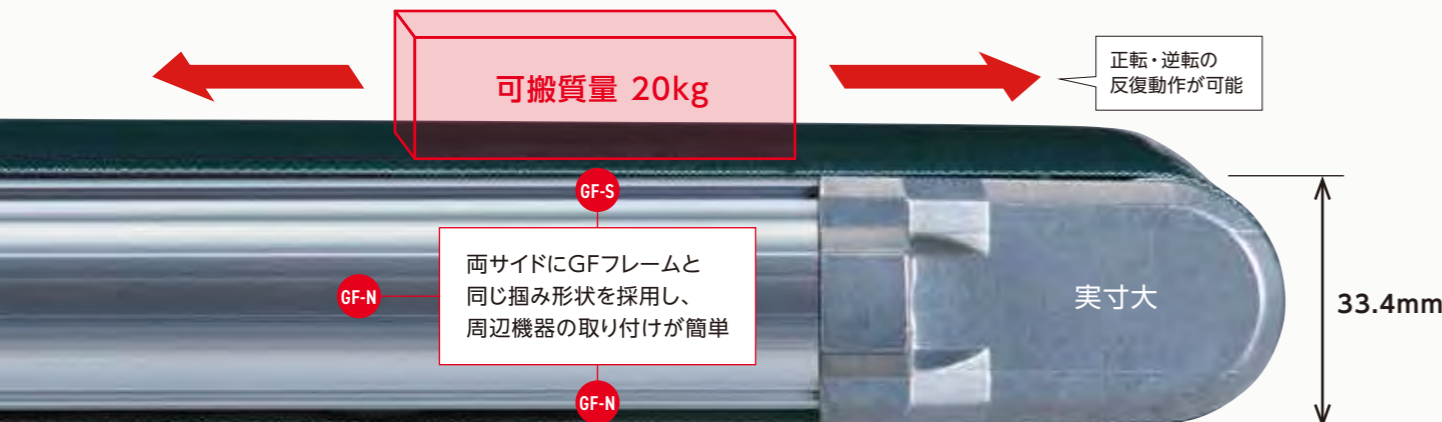 可搬質量 20kg
正転・逆転の
反復動作が可能
GF-S
両サイドにGFフレームと
同じ掴み形状を採用し、
周辺機器の取り付けが簡単
GF-N
実寸大
33.4mm
GF-N